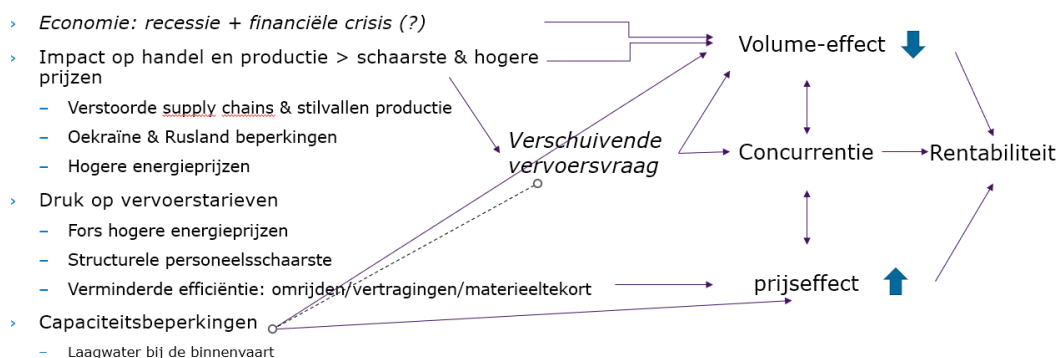 › Economie: recessie + financiële crisis (?)
› Impact op handel en productie > schaarste & hogere
prijzen
– Verstoorde supply chains & stilvallen productie
– Oekraïne & Rusland beperkingen
– Hogere energieprijzen
› Druk op vervoerstarieven
– Fors hogere energieprijzen
– Structurele personeelsschaarste
– Verminderde efficiëntie: omrijden/vertragingen/materieeltekort
› Capaciteitsbeperkingen
– Laagwater bij de binnenvaart
Verschuivende
vervoersvraag
Volume-effect
Concurrentie
Rentabiliteit
prijseffect